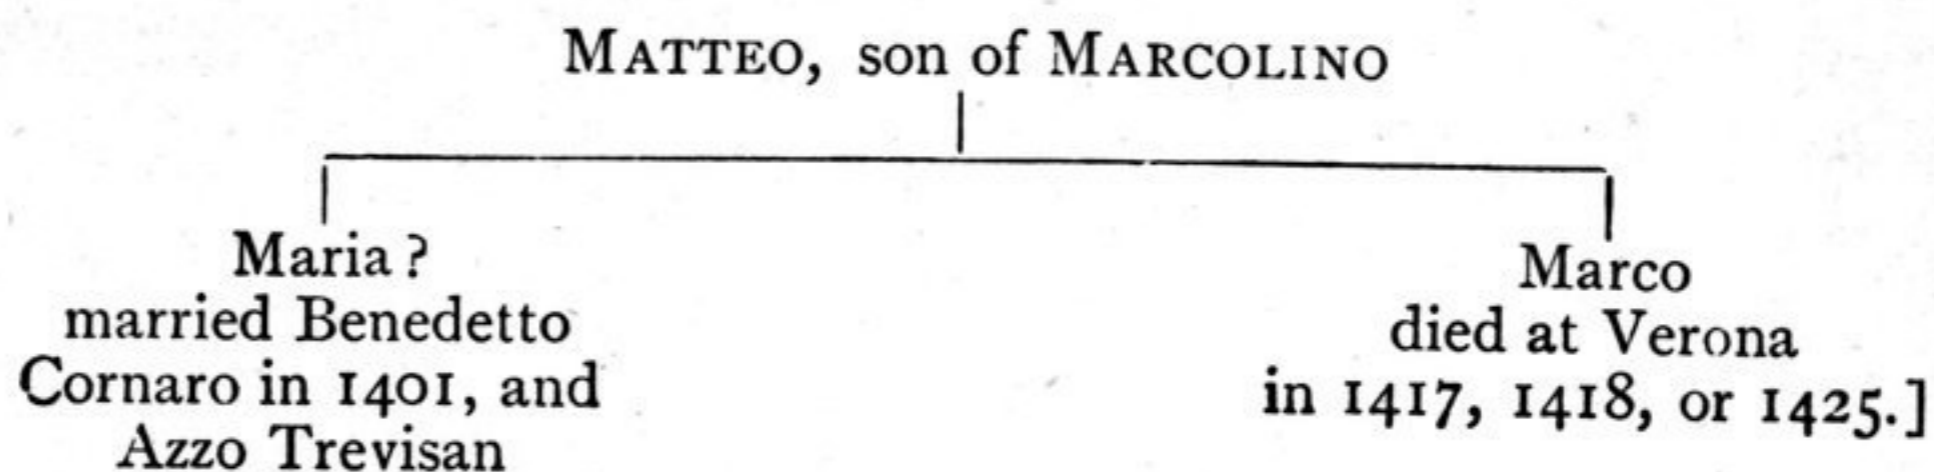 MATTEO, son of MARCOLINO
Maria ?
married Benedetto
Cornaro in 1401, and
Azzo Trevisan
Marco
died at Verona
in 1417, 1418, or 1425.]